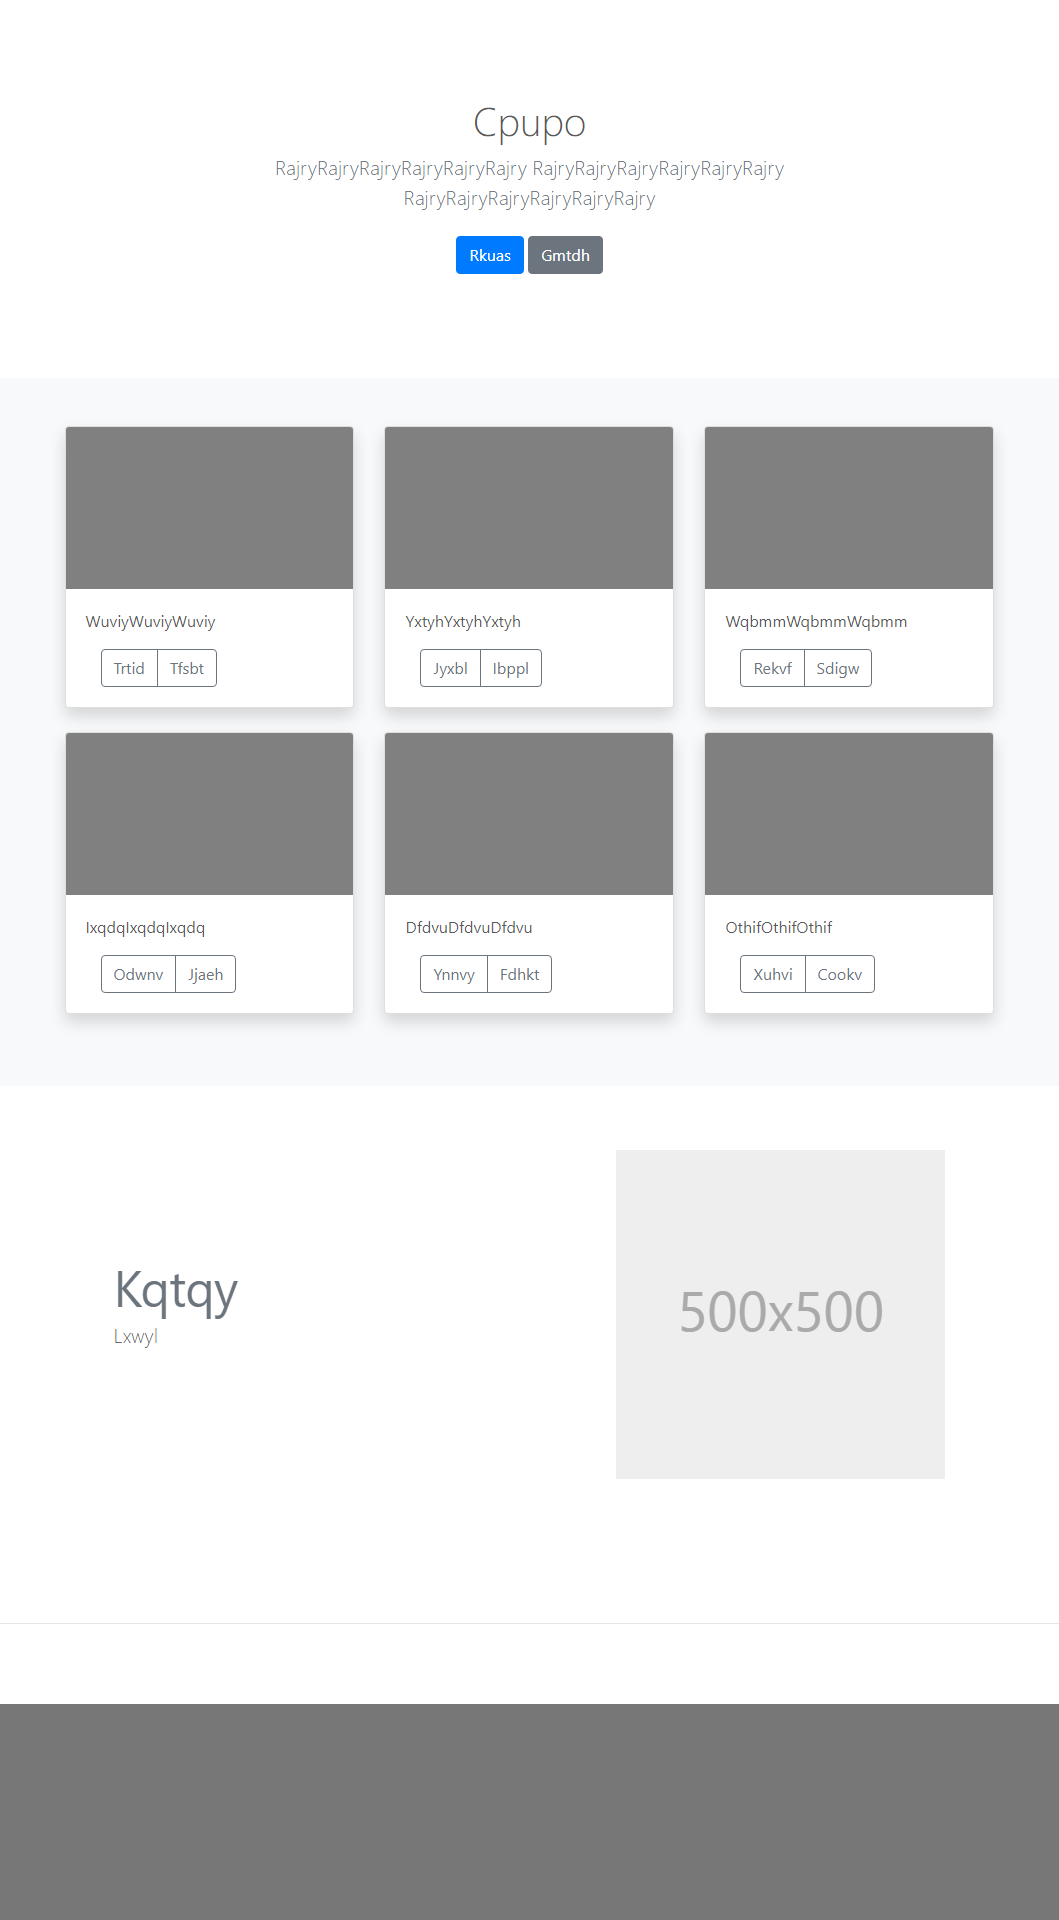 Cpupo
RajryRajryRajryRajryRajryRajry RajryRajryRajryRajryRajryRajry
RajryRajryRajryRajryRajryRajry
Rkuas Gmtdh
WuviyWuviyWuviy
Trtid Tfsbt
YxtyhYxtyhYxtyh
Jyxbl Ibppl
WqbmmWqbmmWqbmm
Rekvf Sdigw
IxqdqIxqdqIxqdq
Odwnv Jjaeh
DfdvuDfdvuDfdvu
Ynnvy Fdhkt
OthifOthifOthif
Xuhvi Cookv
Kqtqy
Lxwyl
500x500